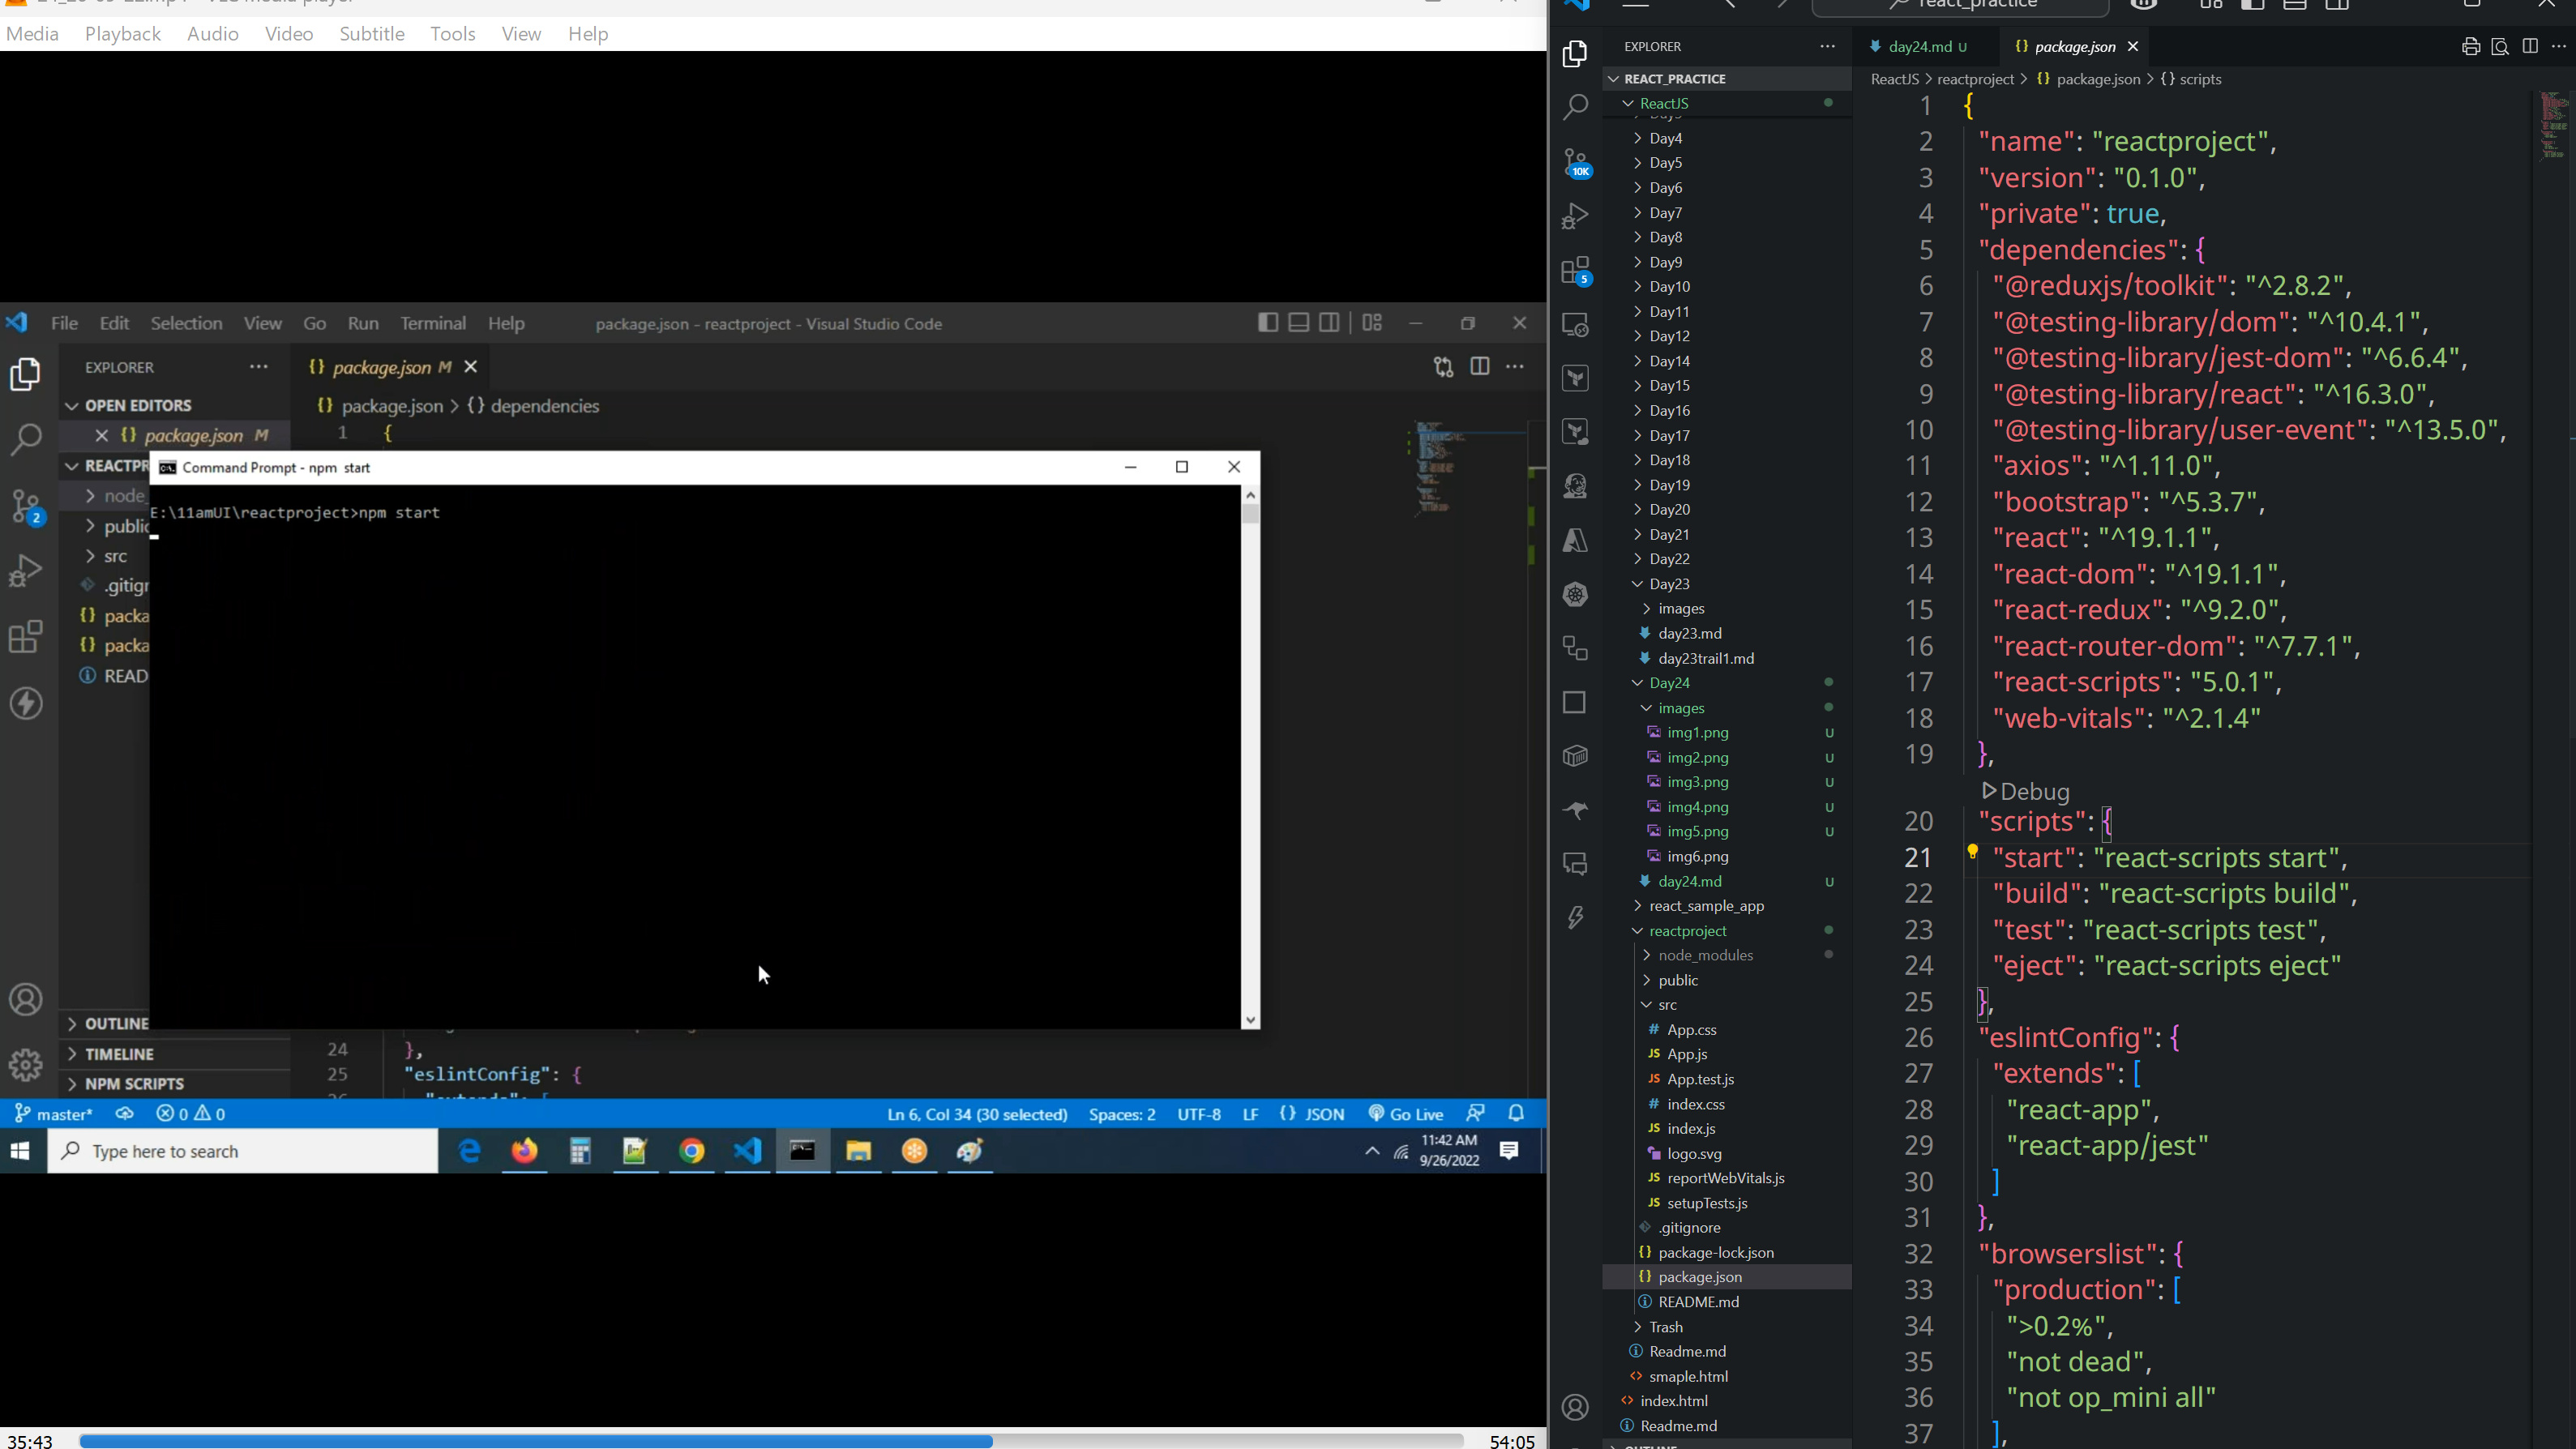 Media Playback Audio Video Subtitle Tools View Help
File Edit Selection View Go Run Terminal Help
package.json - reactproject - Visual Studio Code
EXPLORER
package.json M
OPEN EDITORS
package.json > {} dependencies
package.json M
1 {
REACTPR
Command Prompt - npm start
node_
E:\11amUI\reactproject>npm start
public
src
.gitign
packa
packa
READ
OUTLINE
TIMELINE
NPM SCRIPTS
24 },
25 "eslintConfig": {
master* 0 0
Ln 6, Col 34 (30 selected) Spaces: 2 UTF-8 LF {} JSON Go Live
Type here to search
11:42 AM
9/26/2022
35:43
54:05
react_practice
EXPLORER
REACT_PRACTICE
ReactJS
Day4
Day5
Day6
Day7
Day8
Day9
Day10
Day11
Day12
Day14
Day15
Day16
Day17
Day18
Day19
Day20
Day21
Day22
Day23
images
day23.md
day23trail1.md
Day24
images
img1.png U
img2.png U
img3.png U
img4.png U
img5.png U
img6.png
day24.md U
react_sample_app
reactproject
node_modules
public
src
App.css
App.js
App.test.js
index.css
index.js
logo.svg
reportWebVitals.js
setupTests.js
.gitignore
package-lock.json
package.json
README.md
Trash
Readme.md
smaple.html
index.html
Readme.md
10K
5
2
day24.md U
package.json
ReactJS > reactproject > {} package.json > {} scripts
1 {
2 "name": "reactproject",
3 "version": "0.1.0",
4 "private": true,
5 "dependencies": {
6 "@reduxjs/toolkit": "^2.8.2",
7 "@testing-library/dom": "^10.4.1",
8 "@testing-library/jest-dom": "^6.6.4",
9 "@testing-library/react": "^16.3.0",
10 "@testing-library/user-event": "^13.5.0",
11 "axios": "^1.11.0",
12 "bootstrap": "^5.3.7",
13 "react": "^19.1.1",
14 "react-dom": "^19.1.1",
15 "react-redux": "^9.2.0",
16 "react-router-dom": "^7.7.1",
17 "react-scripts": "5.0.1",
18 "web-vitals": "^2.1.4"
19 },
Debug
20 "scripts": {
21 "start": "react-scripts start",
22 "build": "react-scripts build",
23 "test": "react-scripts test",
24 "eject": "react-scripts eject"
25 },
26 "eslintConfig": {
27 "extends": [
28 "react-app",
29 "react-app/jest"
30 ]
31 },
32 "browserslist": {
33 "production": [
34 ">0.2%",
35 "not dead",
36 "not op_mini all"
37 ],